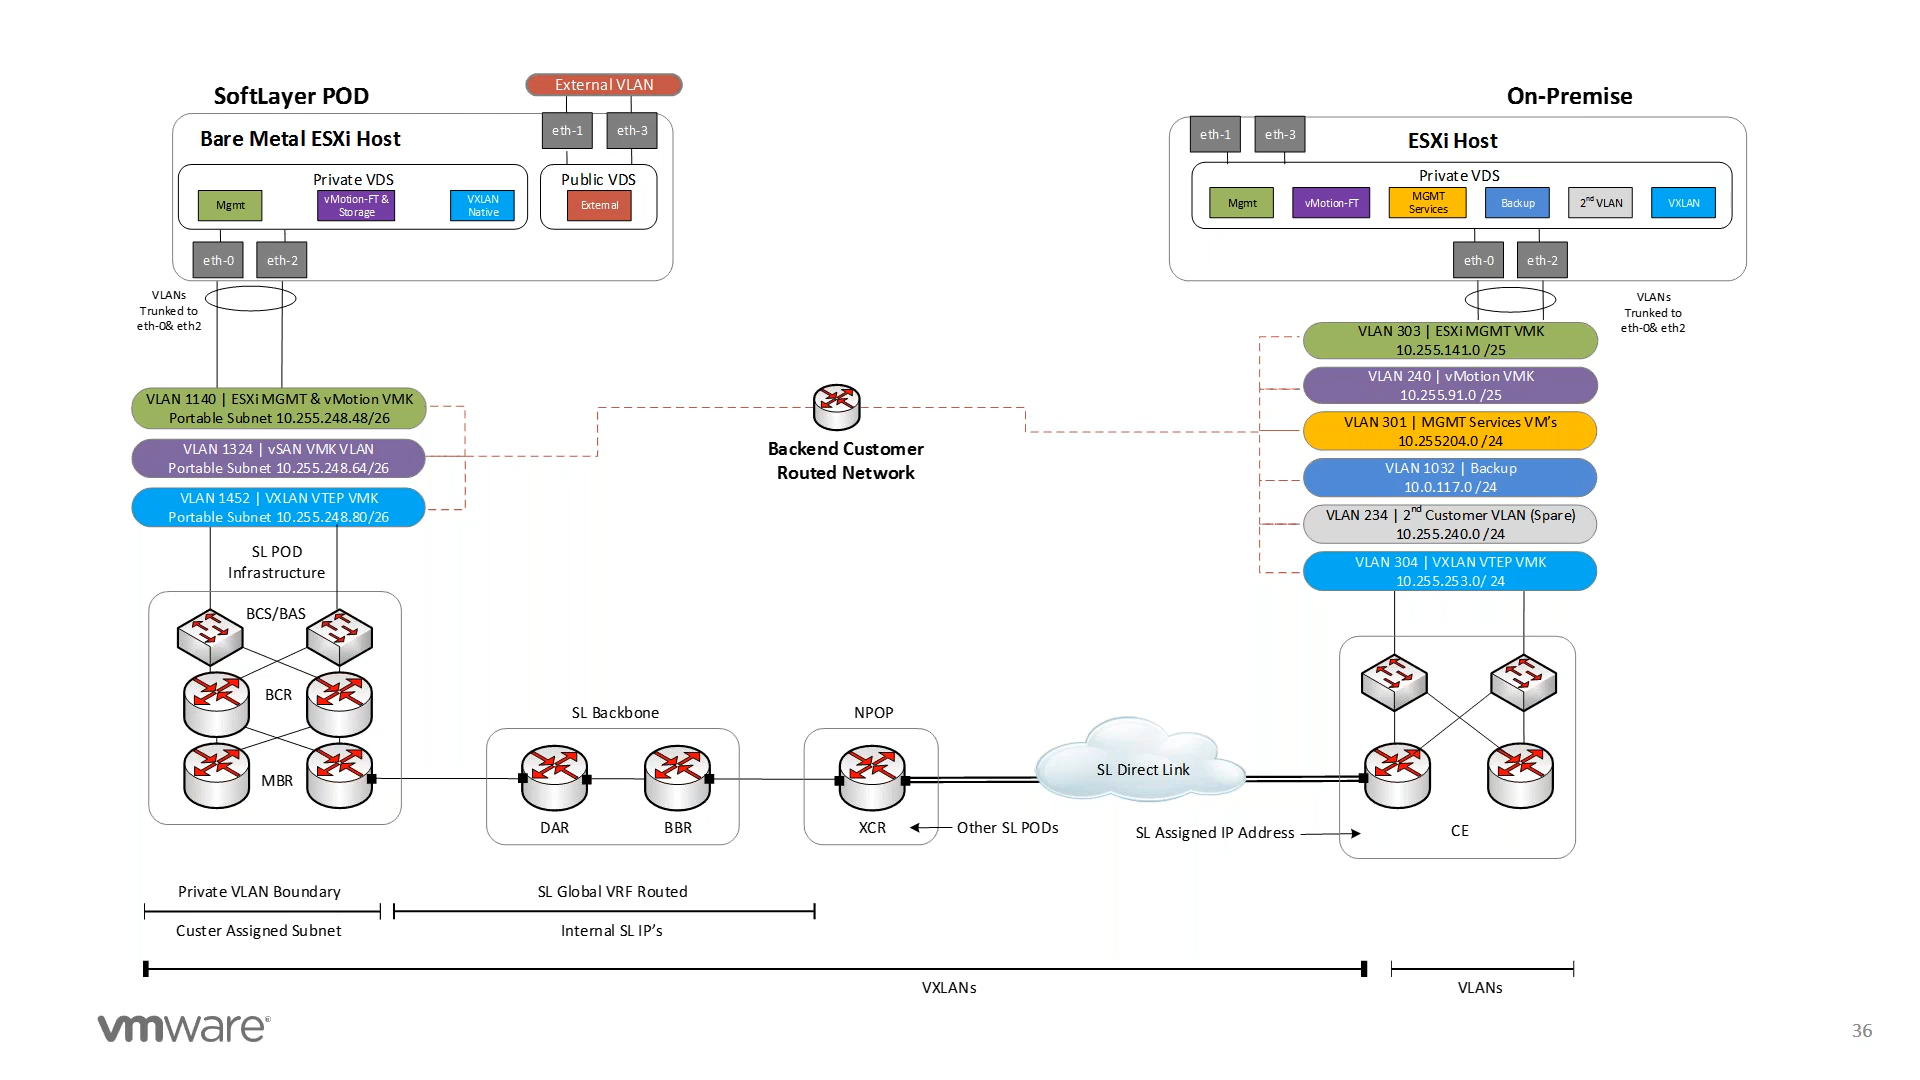 SoftLayer POD
External VLAN
On-Premise
Bare Metal ESXi Host
eth-1
eth-3
Private VDS
Public VDS
Mgmt
vMotion-FT &
Storage
VXLAN
Native
External
eth-0
eth-2
VLANs
Trunked to
eth-0& eth2
eth-1
eth-3
ESXi Host
Private VDS
Mgmt
vMotion-FT
MGMT
Services
Backup
2nd VLAN
VXLAN
eth-0
eth-2
VLANs
Trunked to
eth-0& eth2
VLAN 1140 | ESXi MGMT & vMotion VMK
Portable Subnet 10.255.248.48/26
VLAN 1324 | vSAN VMK VLAN
Portable Subnet 10.255.248.64/26
VLAN 1452 | VXLAN VTEP VMK
Portable Subnet 10.255.248.80/26
Backend Customer
Routed Network
VLAN 303 | ESXi MGMT VMK
10.255.141.0 /25
VLAN 240 | vMotion VMK
10.255.91.0 /25
VLAN 301 | MGMT Services VM's
10.255204.0 /24
VLAN 1032 | Backup
10.0.117.0 /24
VLAN 234 | 2nd Customer VLAN (Spare)
10.255.240.0 /24
VLAN 304 | VXLAN VTEP VMK
10.255.253.0/ 24
SL POD
Infrastructure
BCS/BAS
BCR
MBR
SL Backbone
DAR
BBR
NPOP
XCR
Other SL PODs
SL Direct Link
SL Assigned IP Address
CE
Private VLAN Boundary
Custer Assigned Subnet
SL Global VRF Routed
Internal SL IP's
VXLANs
VLANs
vmware®
36